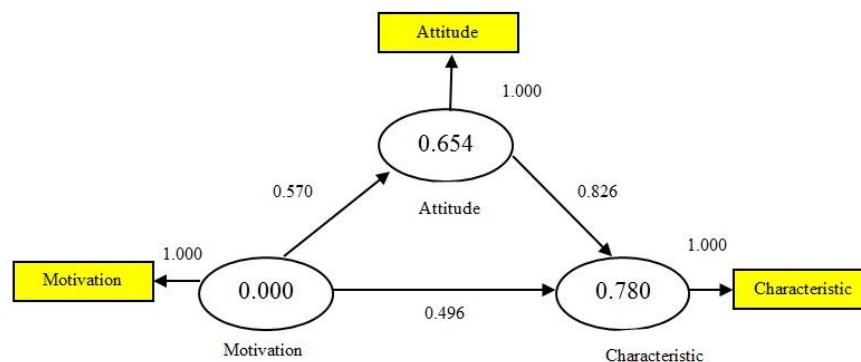 Attitude
1.000
0.654
0.570
0.826
Attitude
1.000
1.000
Motivation
0.000
0.780
Characteristic
0.496
Motivation
Characteristic